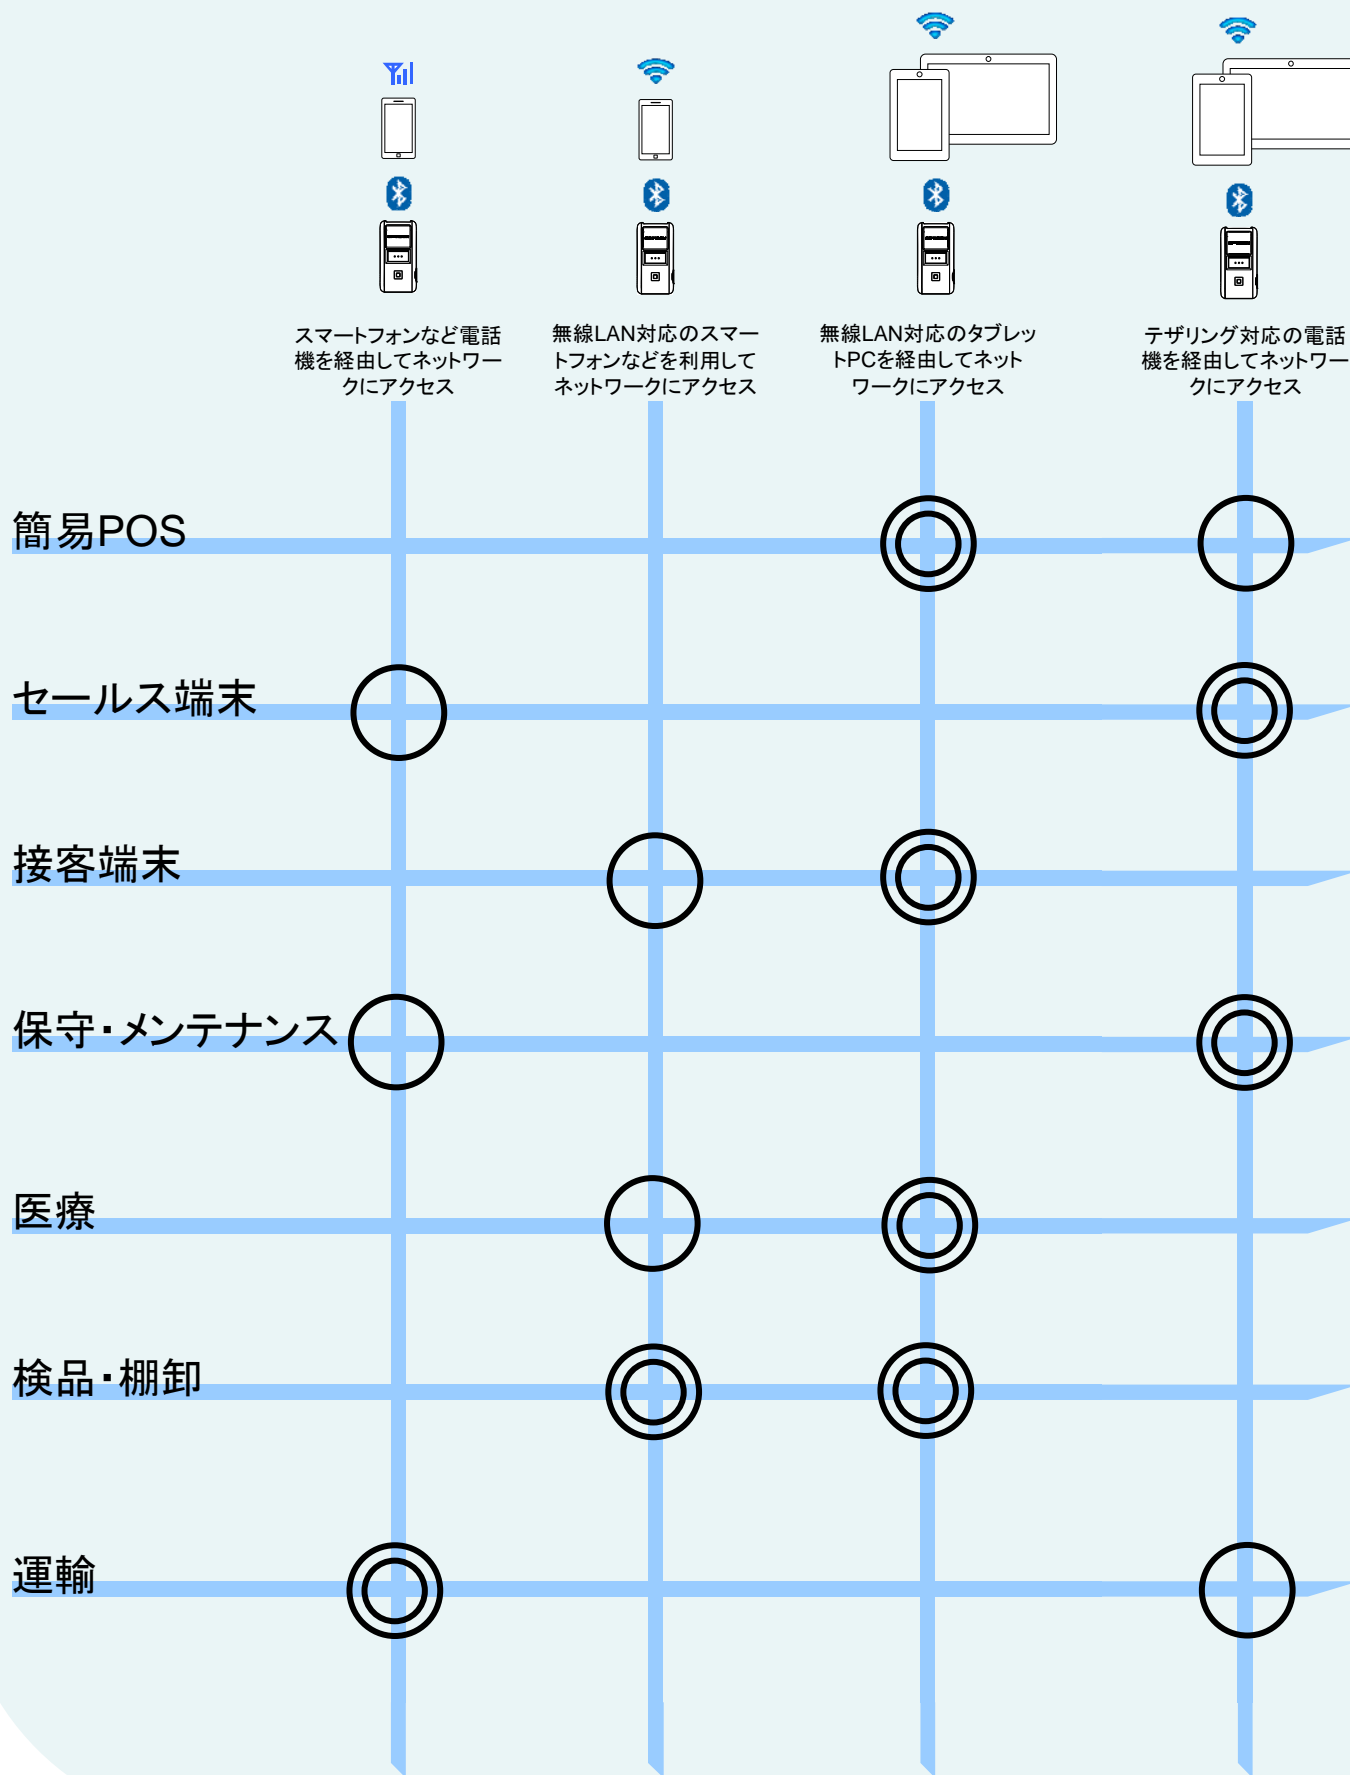 スマートフォンなど電話
機を経由してネットワー
クにアクセス
無線LAN対応のスマー
トフォンなどを利用して
ネットワークにアクセス
無線LAN対応のタブレッ
トPCを経由してネット
ワークにアクセス
テザリング対応の電話
機を経由してネットワー
クにアクセス
簡易POS
セールス端末
接客端末
保守・メンテナンス
医療
検品・棚卸
運輸